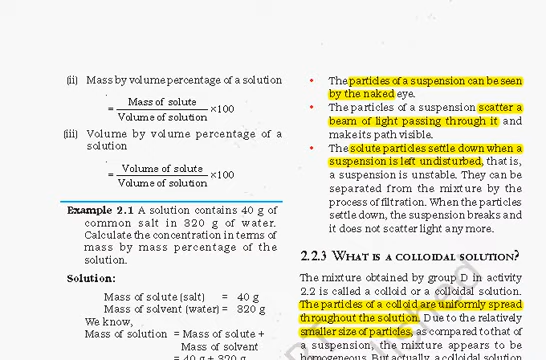 (ii) Mass by volume percentage of a solution
= Mass of solute / Volume of solution ×100
(iii) Volume by volume percentage of a
solution
= Volume of solute / Volume of solution ×100
Example 2.1 A solution contains 40 g of
common salt in 320 g of water.
Calculate the concentration in terms of
mass by mass percentage of the
solution.
Solution:
Mass of solute (salt) = 40 g
Mass of solvent (water) = 320 g
We know,
Mass of solution = Mass of solute +
Mass of solvent
= 40 g + 320 g
• The particles of a suspension can be seen
by the naked eye.
• The particles of a suspension scatter a
beam of light passing through it and
make its path visible.
• The solute particles settle down when a
suspension is left undisturbed, that is,
a suspension is unstable. They can be
separated from the mixture by the
process of filtration. When the particles
settle down, the suspension breaks and
it does not scatter light any more.
2.2.3 WHAT IS A COLLOIDAL SOLUTION?
The mixture obtained by group D in activity
2.2 is called a colloid or a colloidal solution.
The particles of a colloid are uniformly spread
throughout the solution. Due to the relatively
smaller size of particles, as compared to that of
a suspension, the mixture appears to be
homogeneous. But actually, a colloidal solution